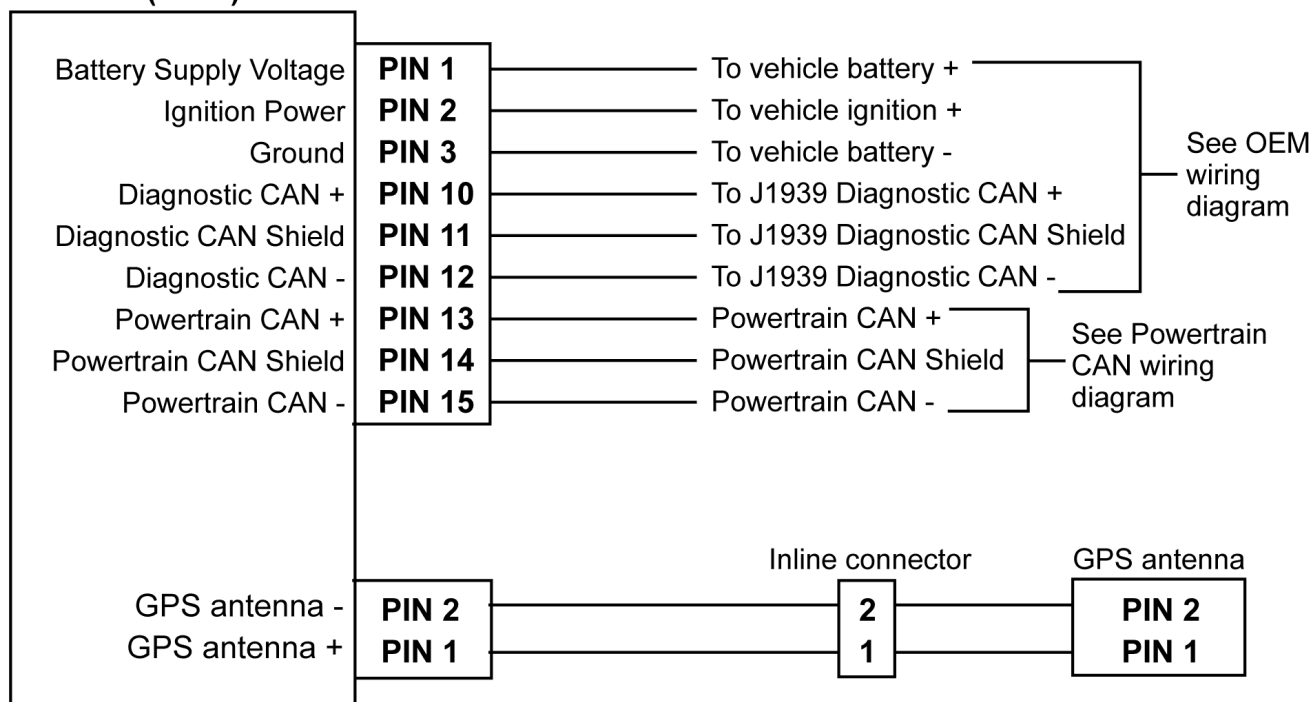 Battery Supply Voltage PIN 1 To vehicle battery +
Ignition Power PIN 2 To vehicle ignition +
Ground PIN 3 To vehicle battery -
Diagnostic CAN + PIN 10 To J1939 Diagnostic CAN +
Diagnostic CAN Shield PIN 11 To J1939 Diagnostic CAN Shield
Diagnostic CAN - PIN 12 To J1939 Diagnostic CAN -
Powertrain CAN + PIN 13 Powertrain CAN +
Powertrain CAN Shield PIN 14 Powertrain CAN Shield
Powertrain CAN - PIN 15 Powertrain CAN -
See OEM
wiring
diagram
See Powertrain
CAN wiring
diagram
Inline connector GPS antenna
GPS antenna - PIN 2 2 PIN 2
GPS antenna + PIN 1 1 PIN 1